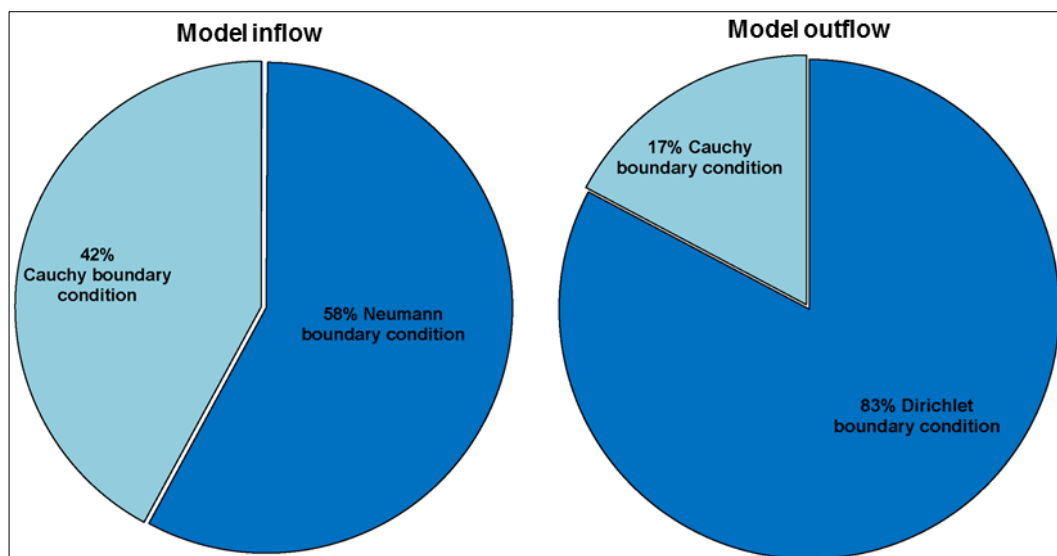 Model inflow
42%
Cauchy boundary
condition
58% Neumann
boundary condition
Model outflow
17% Cauchy
boundary condition
83% Dirichlet
boundary condition